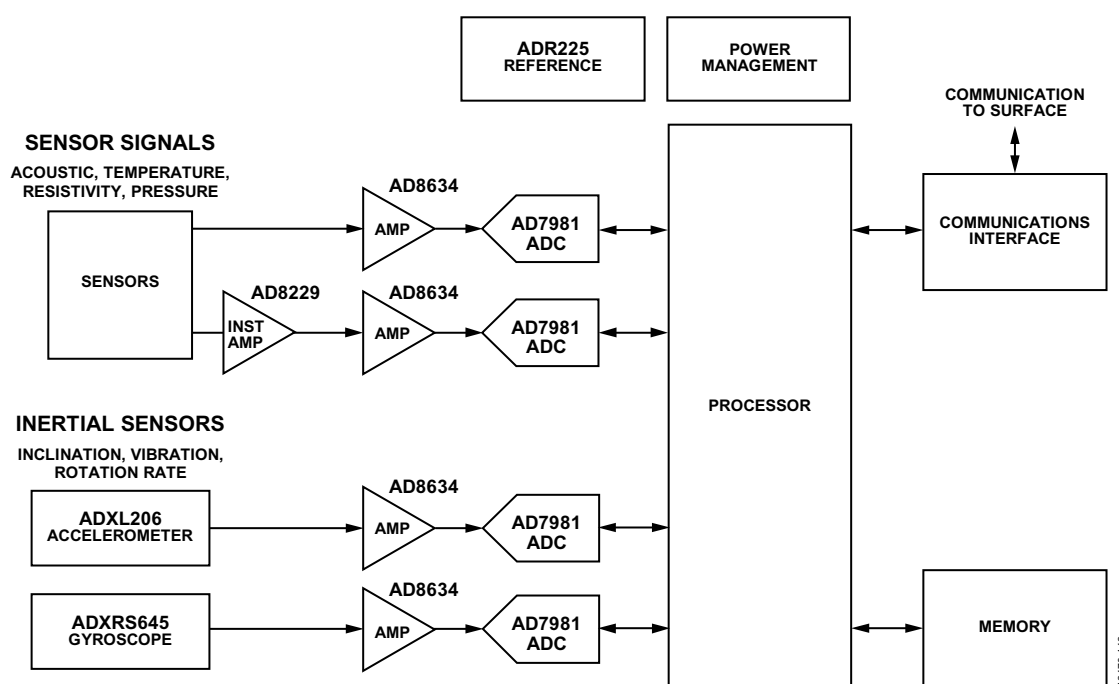 ADR225
REFERENCE
POWER
MANAGEMENT
COMMUNICATION
TO SURFACE
SENSOR SIGNALS
ACOUSTIC, TEMPERATURE,
RESISTIVITY, PRESSURE
SENSORS
AD8634
AMP
AD7981
ADC
AD8229
INST
AMP
AD8634
AMP
AD7981
ADC
PROCESSOR
COMMUNICATIONS
INTERFACE
INERTIAL SENSORS
INCLINATION, VIBRATION,
ROTATION RATE
ADXL206
ACCELEROMETER
AD8634
AMP
AD7981
ADC
ADXRS645
GYROSCOPE
AD8634
AMP
AD7981
ADC
MEMORY